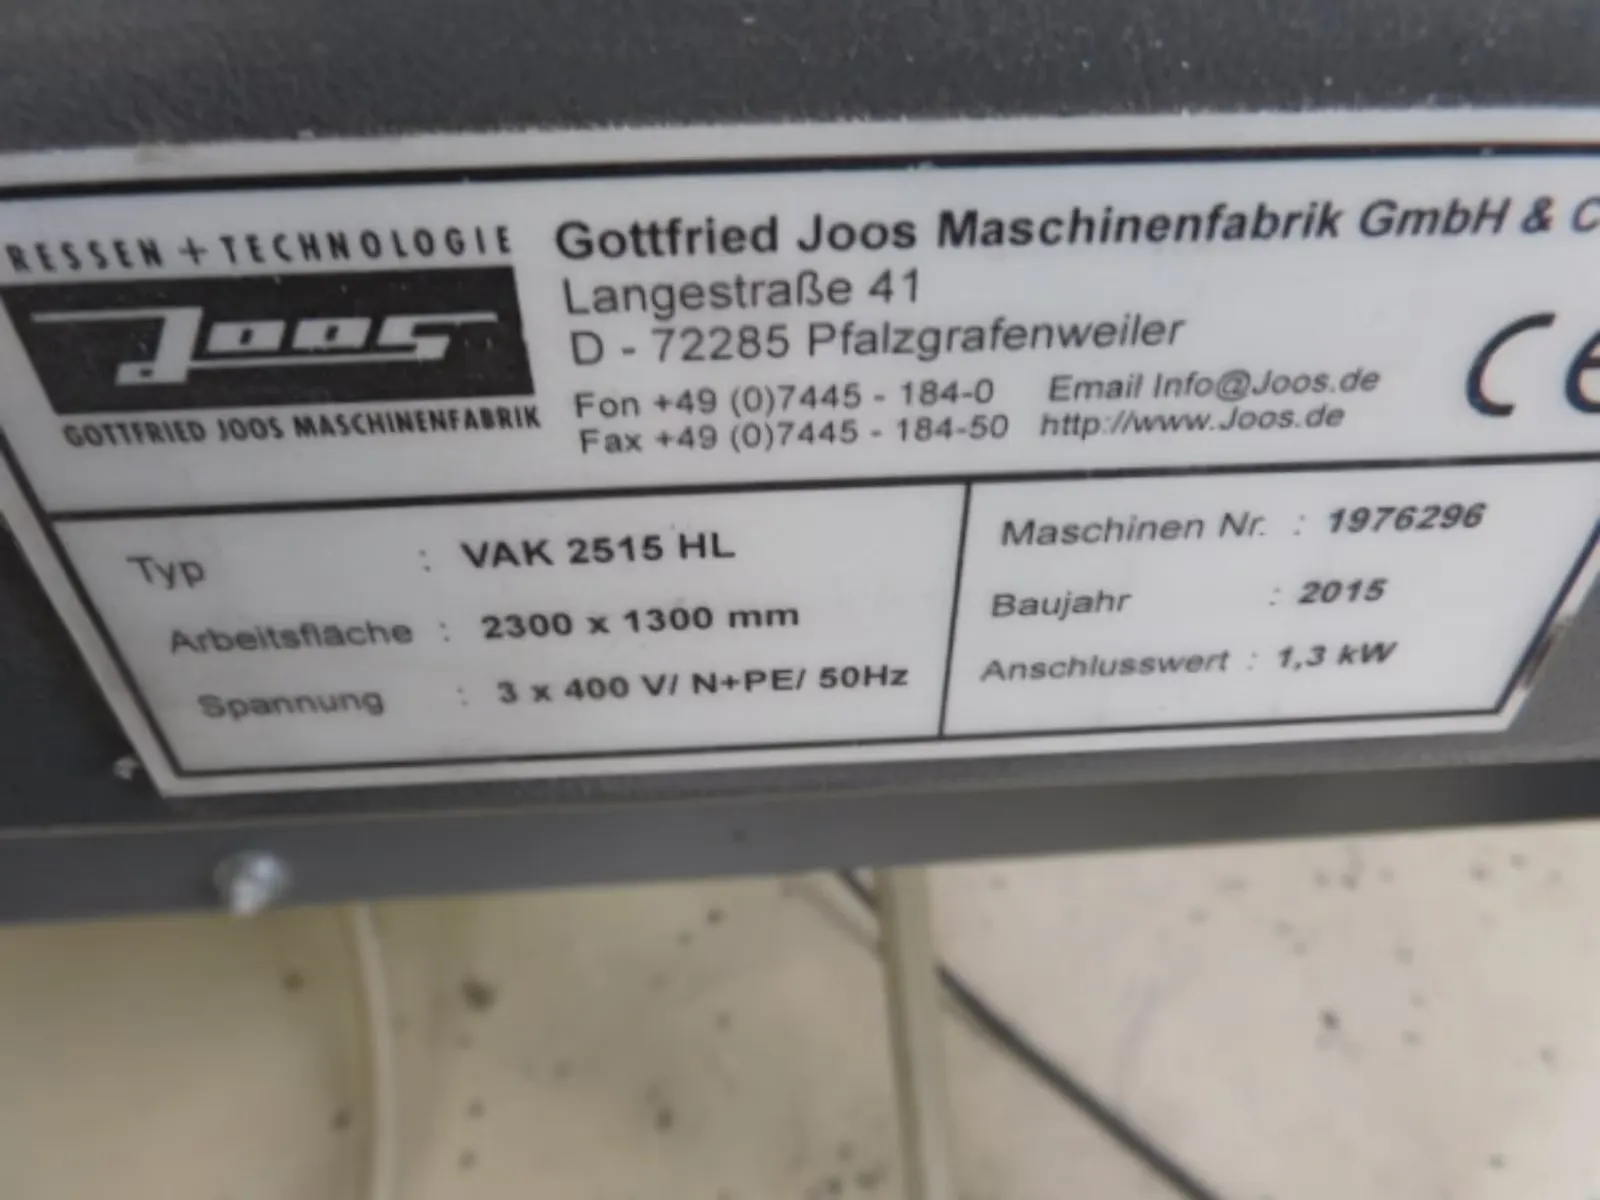 RESSEN + TECHNOLOGIE
Joos
GOTTFRIED JOOS MASCHINENFABRIK
Gottfried Joos Maschinenfabrik GmbH & C
Langestraße 41
D - 72285 Pfalzgrafenweiler
Fon +49 (0)7445 - 184-0 Email Info@Joos.de
Fax +49 (0)7445 - 184-50 http://www.Joos.de
CE
Typ : VAK 2515 HL
Arbeitsfläche : 2300 x 1300 mm
Spannung : 3 x 400 V/ N+PE/ 50Hz
Maschinen Nr. : 1976296
Baujahr : 2015
Anschlusswert : 1,3 kW